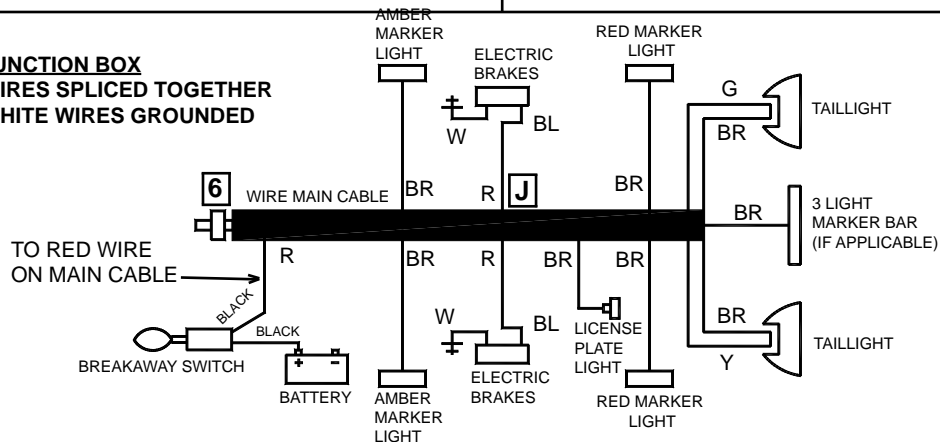 AMBER
MARKER
LIGHT
ELECTRIC
BRAKES
RED MARKER
LIGHT
UNCTION BOX
IRES SPLICED TOGETHER
HITE WIRES GROUNDED
W
BL
G
BR
TAILLIGHT
6
WIRE MAIN CABLE
BR
R
J
BR
BR
3 LIGHT
MARKER BAR
(IF APPLICABLE)
TO RED WIRE
ON MAIN CABLE
R
BR
R
BR
BR
BLACK
BLACK
BREAKAWAY SWITCH
+ -
BATTERY
W
BL
LICENSE
PLATE
LIGHT
BR
Y
TAILLIGHT
AMBER
MARKER
LIGHT
ELECTRIC
BRAKES
RED MARKER
LIGHT